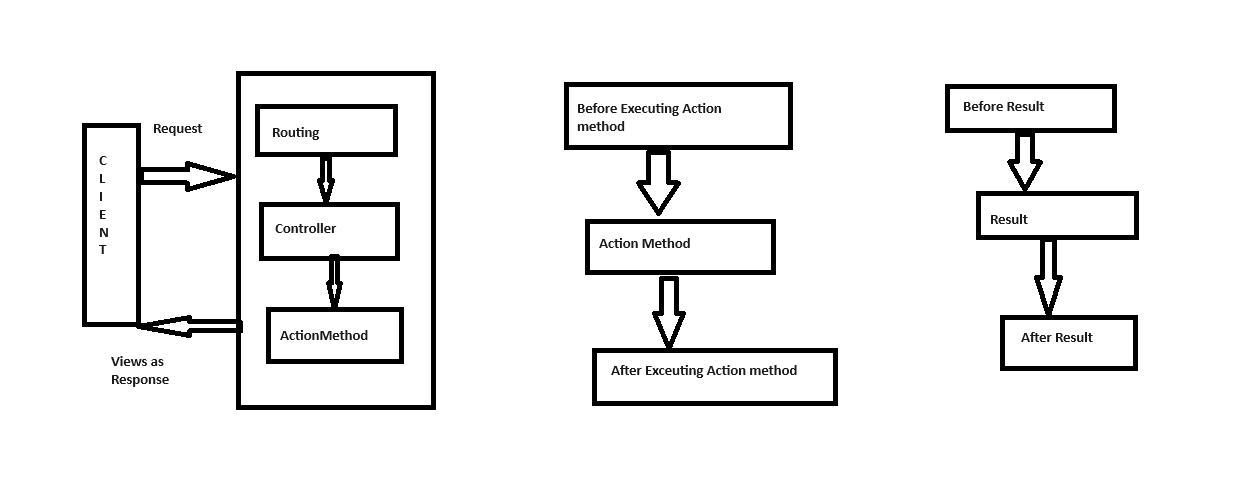 Request
C
L
I
E
N
T
Views as
Response
Routing
Controller
ActionMethod
Before Executing Action
method
Action Method
After Exceuting Action method
Before Result
Result
After Result